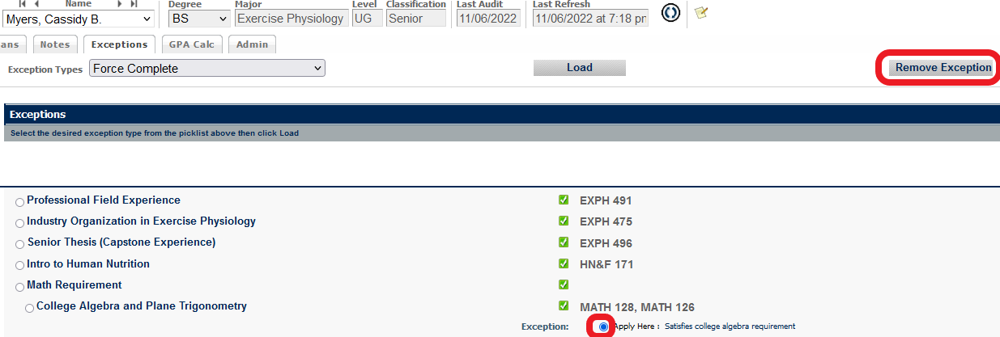 Name Degree Major Level Classification Last Audit Last Refresh
Myers, Cassidy B. BS Exercise Physiology UG Senior 11/06/2022 11/06/2022 at 7:18 pm
ans Notes Exceptions GPA Calc Admin
Exception Types Force Complete Load Remove Exception
Exceptions
Select the desired exception type from the picklist above then click Load
Professional Field Experience EXPH 491
Industry Organization in Exercise Physiology EXPH 475
Senior Thesis (Capstone Experience) EXPH 496
Intro to Human Nutrition HN&F 171
Math Requirement
College Algebra and Plane Trigonometry MATH 128, MATH 126
Exception: Apply Here : Satisfies college algebra requirement